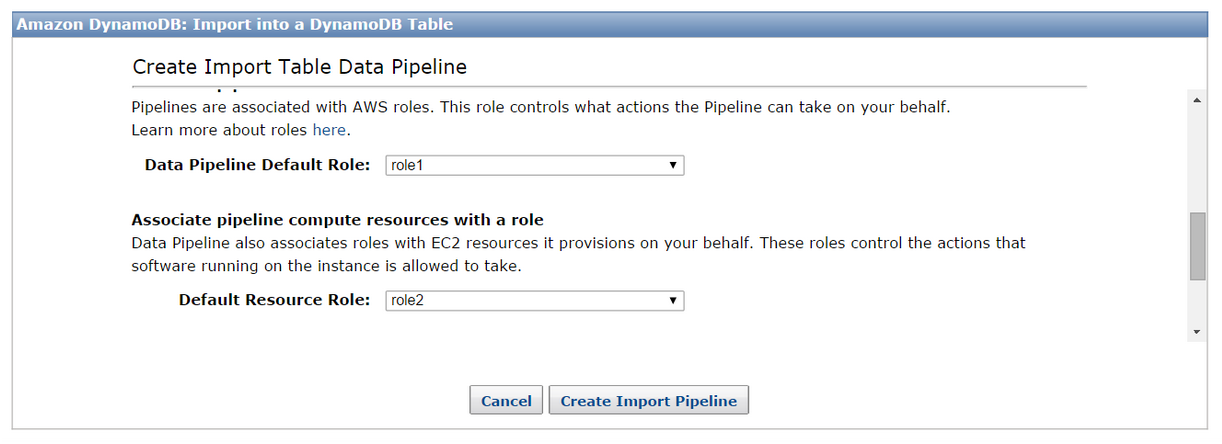 Amazon DynamoDB: Import into a DynamoDB Table
Create Import Table Data Pipeline
Pipelines are associated with AWS roles. This role controls what actions the Pipeline can take on your behalf.
Learn more about roles here.
Data Pipeline Default Role: role1
Associate pipeline compute resources with a role
Data Pipeline also associates roles with EC2 resources it provisions on your behalf. These roles control the actions that
software running on the instance is allowed to take.
Default Resource Role: role2
Cancel Create Import Pipeline